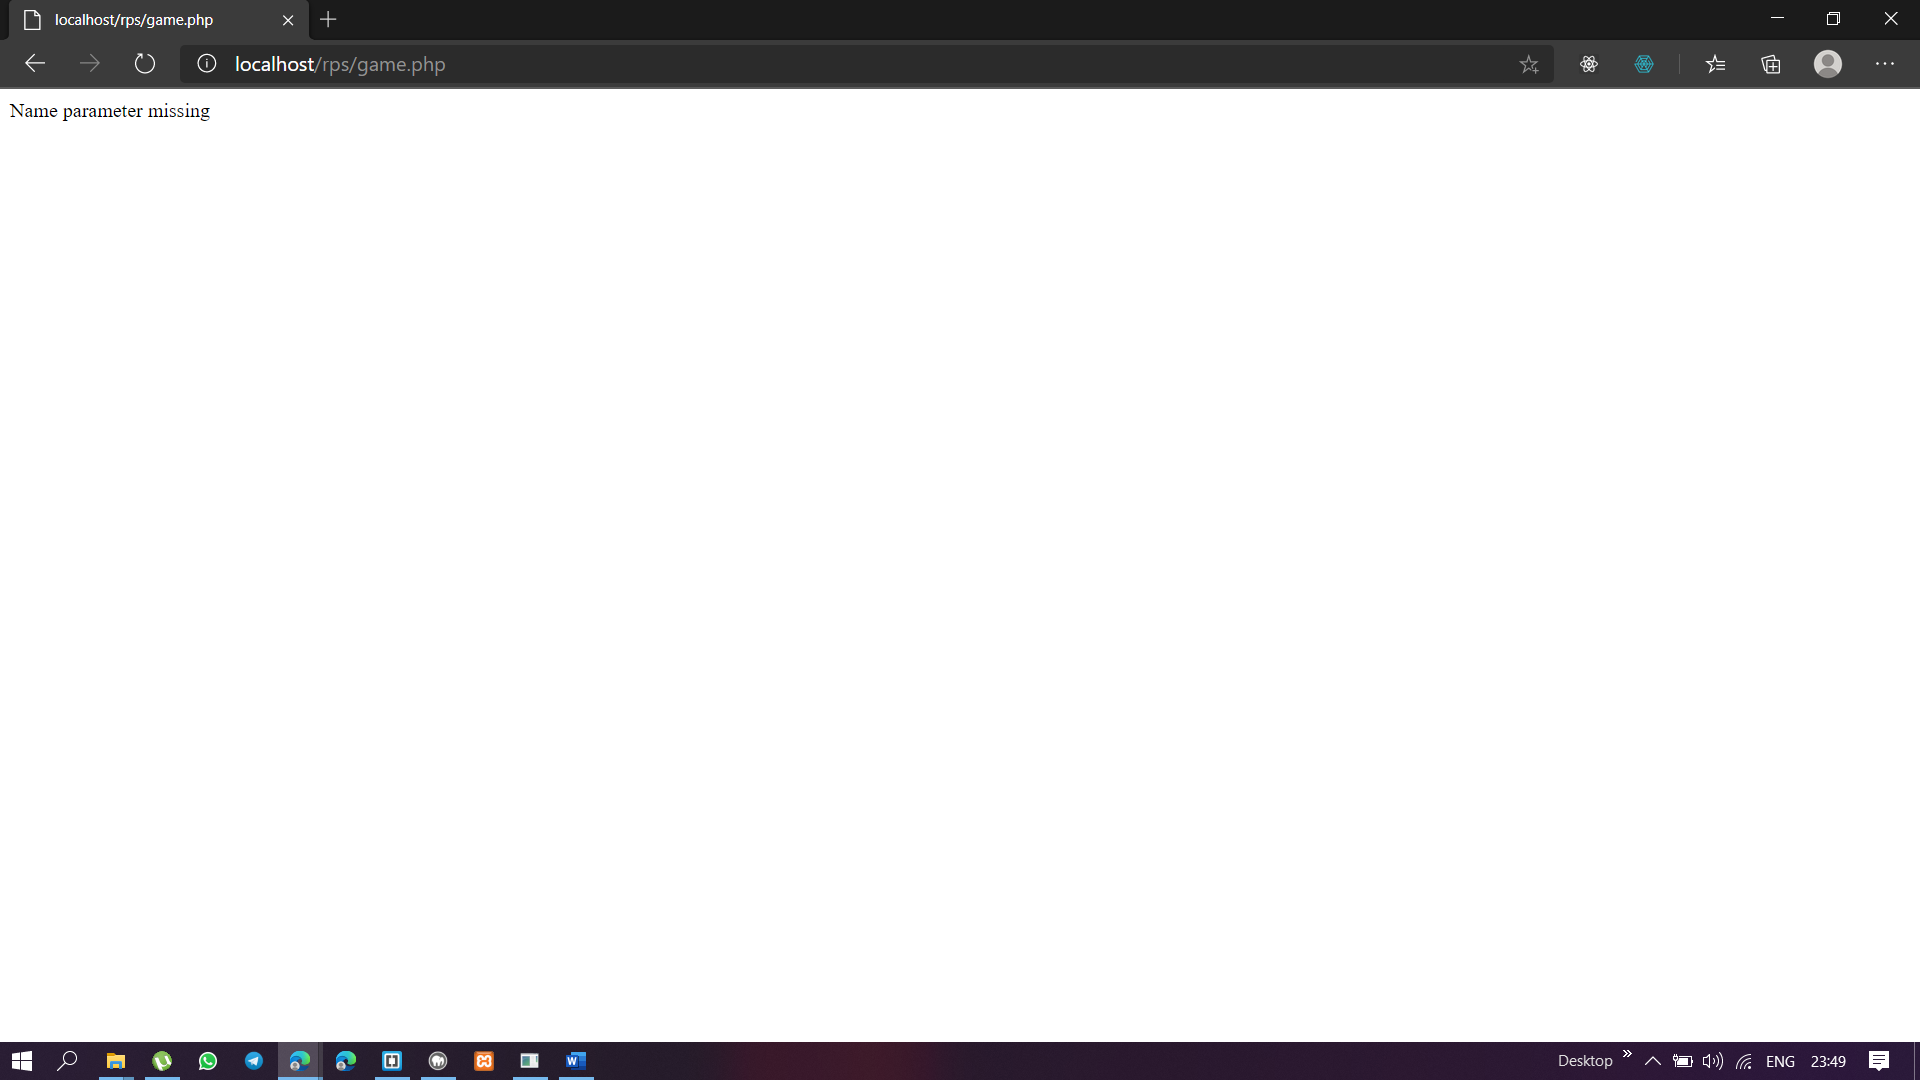 localhost/rps/game.php
localhost/rps/game.php
Name parameter missing
Desktop
ENG
23:49